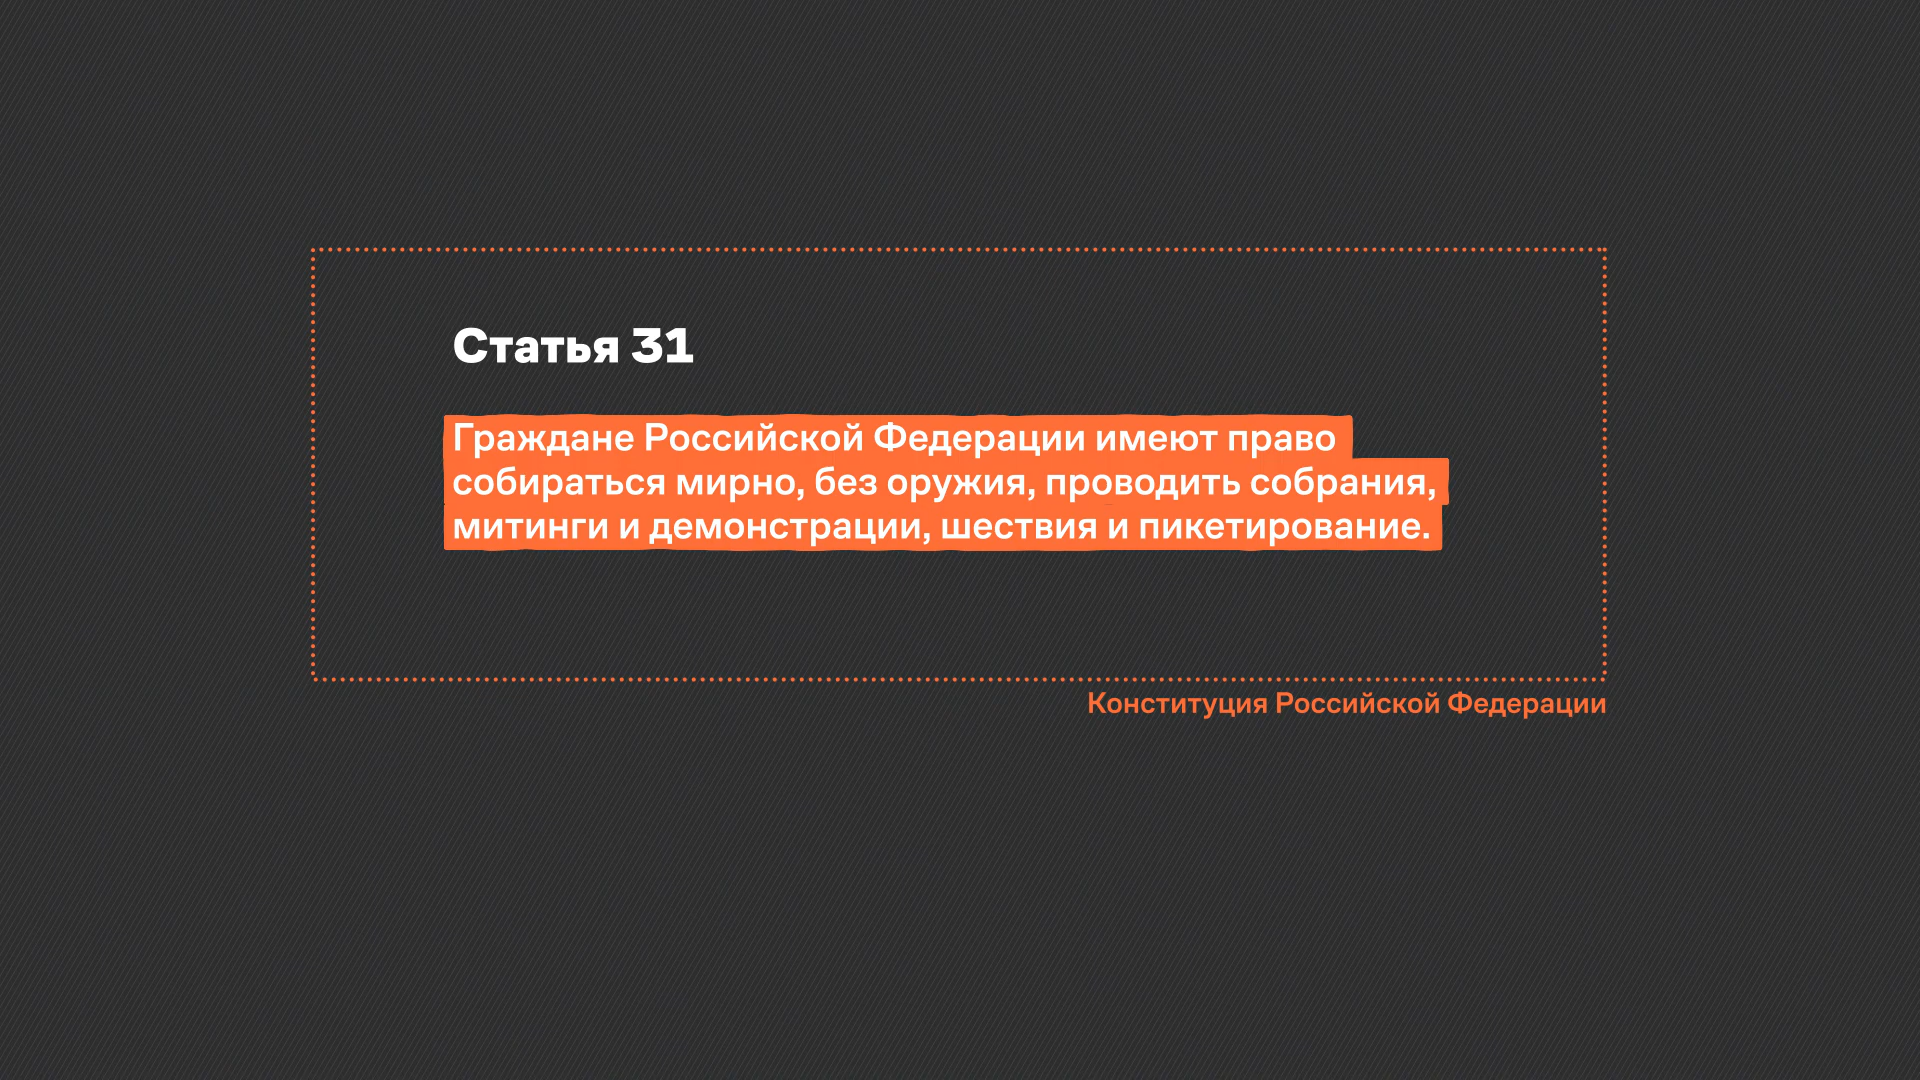 Статья 31
Граждане Российской Федерации имеют право
собираться мирно, без оружия, проводить собрания,
митинги и демонстрации, шествия и пикетирование.
Конституция Российской Федерации